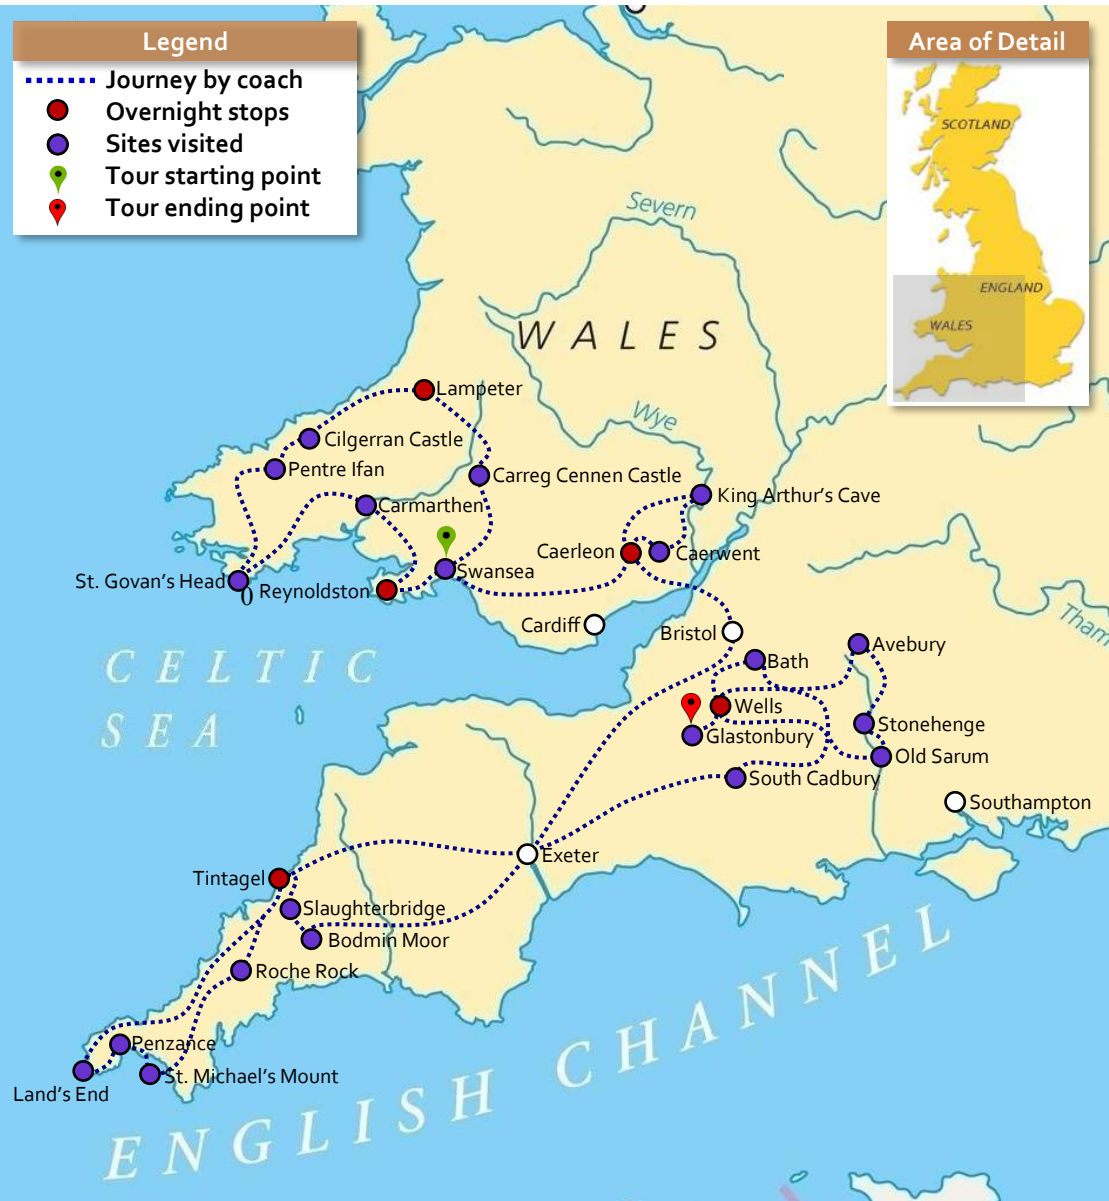 Legend
Journey by coach
Overnight stops
Sites visited
Tour starting point
Tour ending point
Area of Detail
SCOTLAND
ENGLAND
WALES
Severn
WALES
Wye
Lampeter
Cilgerran Castle
Pentre Ifan
Carreg Cennen Castle
King Arthur's Cave
Carmarthen
Caerleon
Caerwent
Swansea
St. Govan's Head
0
Reynoldston
Cardiff
Bristol
Tham
Avebury
Bath
CELTIC
SEA
Wells
Glastonbury
Stonehenge
Old Sarum
South Cadbury
Southampton
Exeter
Tintagel
Slaughterbridge
Bodmin Moor
Roche Rock
Penzance
St. Michael's Mount
Land's End
ENGLISH CHANNEL